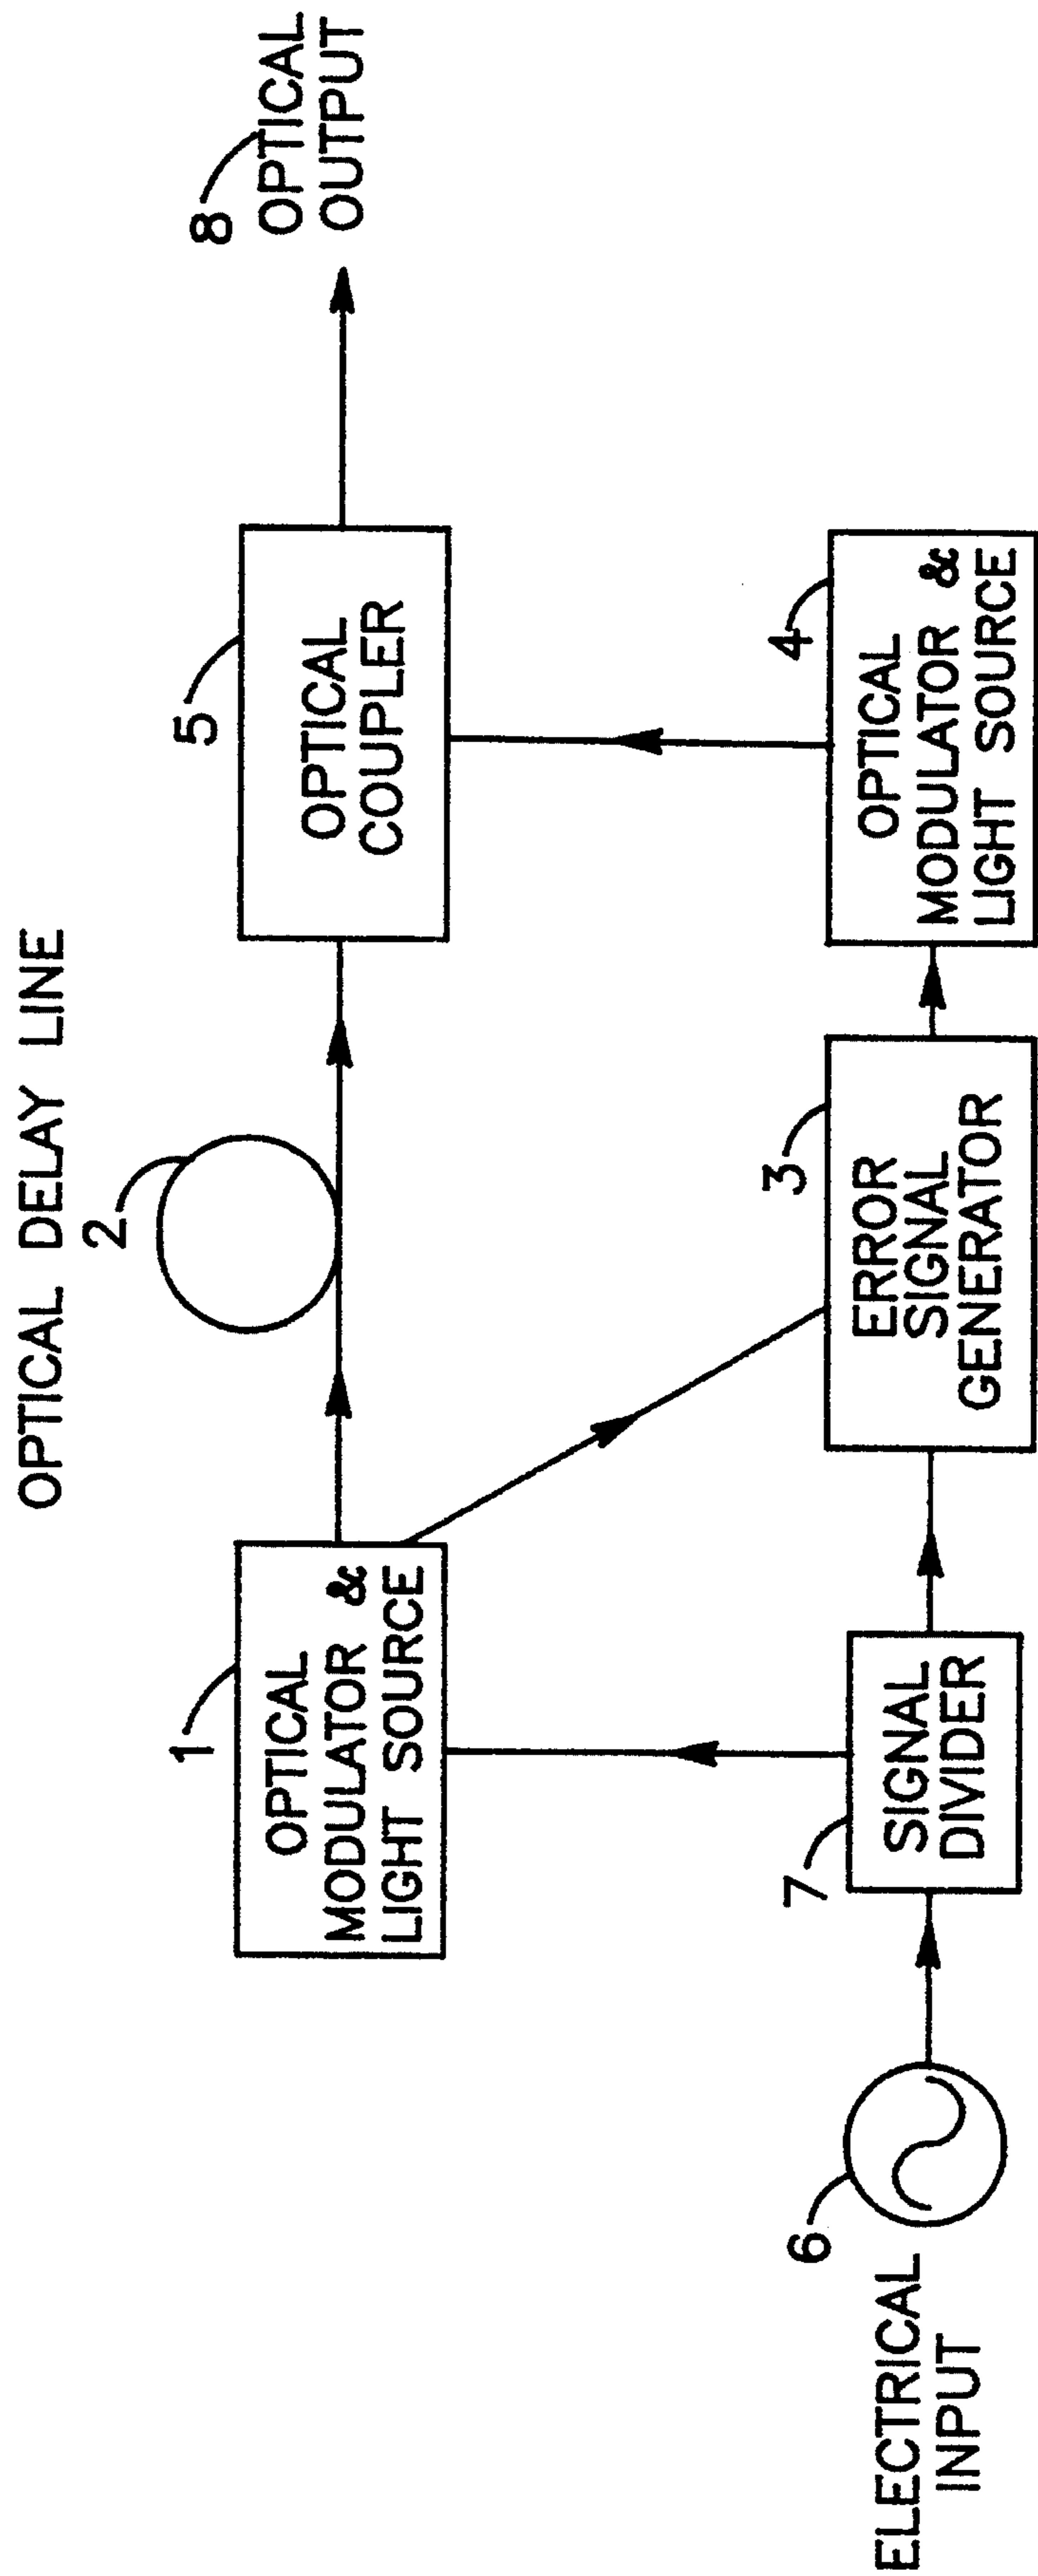 OPTICAL DELAY LINE
2
1
OPTICAL
MODULATOR &
LIGHT SOURCE
5
OPTICAL
COUPLER
8
OPTICAL
OUTPUT
6
ELECTRICAL
INPUT
7
SIGNAL
DIVIDER
3
ERROR
SIGNAL
GENERATOR
4
OPTICAL
MODULATOR &
LIGHT SOURCE